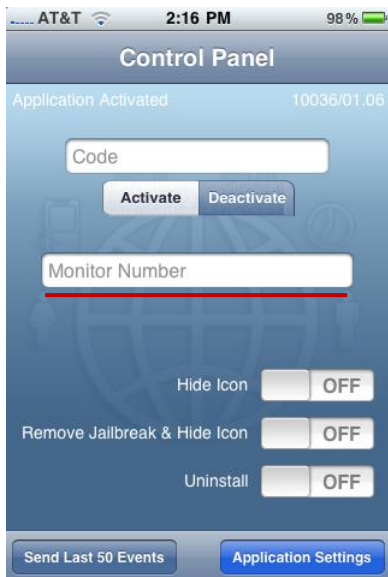 AT&T 2:16 PM 98%
Control Panel
Application Activated 10036/01.06
Code
Activate Deactivate
Monitor Number
Hide Icon OFF
Remove Jailbreak & Hide Icon OFF
Uninstall OFF
Send Last 50 Events Application Settings